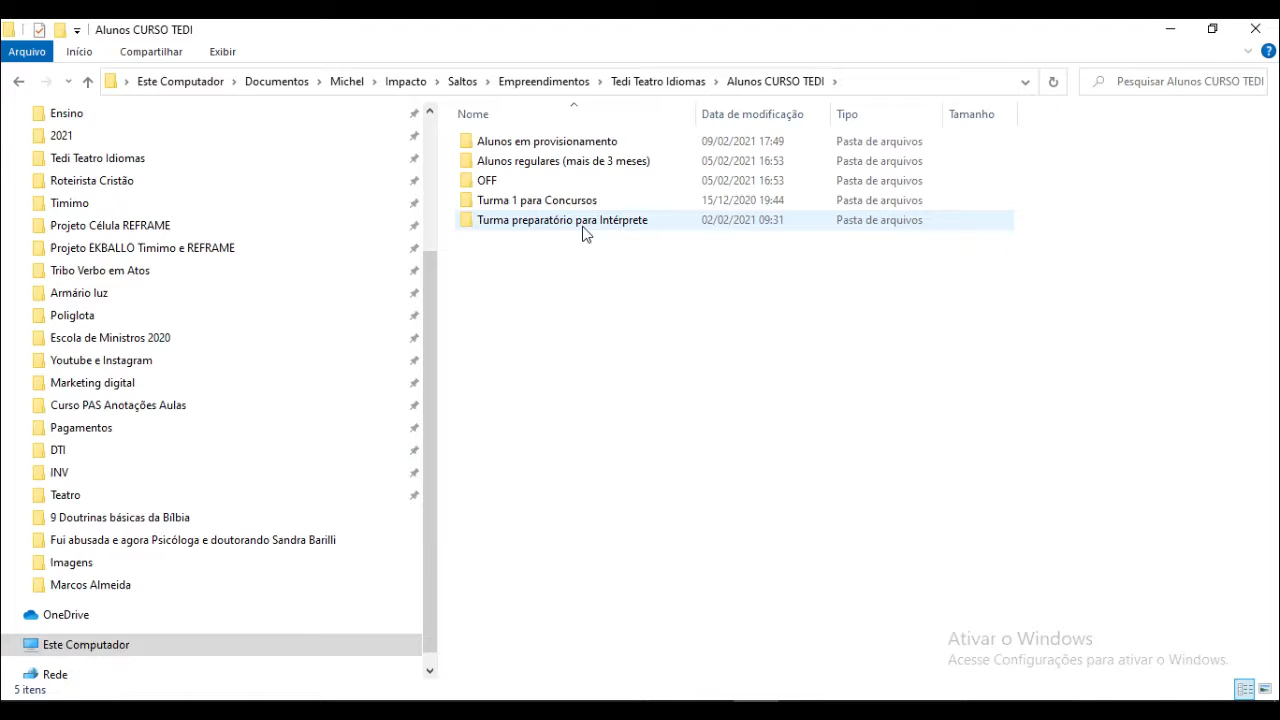 Alunos CURSO TEDI
Arquivo Início Compartilhar Exibir
Este Computador Documentos Michel Impacto Saltos Empreendimentos Tedi Teatro Idiomas Alunos CURSO TEDI
Pesquisar Alunos CURSO TEDI
Ensino
2021
Tedi Teatro Idiomas
Roteirista Cristão
Timimo
Projeto Célula REFRAME
Projeto EKBALLO Timimo e REFRAME
Tribo Verbo em Atos
Armário luz
Poliglota
Escola de Ministros 2020
Youtube e Instagram
Marketing digital
Curso PAS Anotações Aulas
Pagamentos
DTI
INV
Teatro
9 Doutrinas básicas da Bílbia
Fui abusada e agora Psicóloga e doutorando Sandra Barilli
Imagens
Marcos Almeida
OneDrive
Este Computador
Rede
5 itens
Nome Data de modificação Tipo Tamanho
Alunos em provisionamento 09/02/2021 17:49 Pasta de arquivos
Alunos regulares (mais de 3 meses) 05/02/2021 16:53 Pasta de arquivos
OFF 05/02/2021 16:53 Pasta de arquivos
Turma 1 para Concursos 15/12/2020 19:44 Pasta de arquivos
Turma preparatório para Intérprete 02/02/2021 09:31 Pasta de arquivos
Ativar o Windows
Acesse Configurações para ativar o Windows.